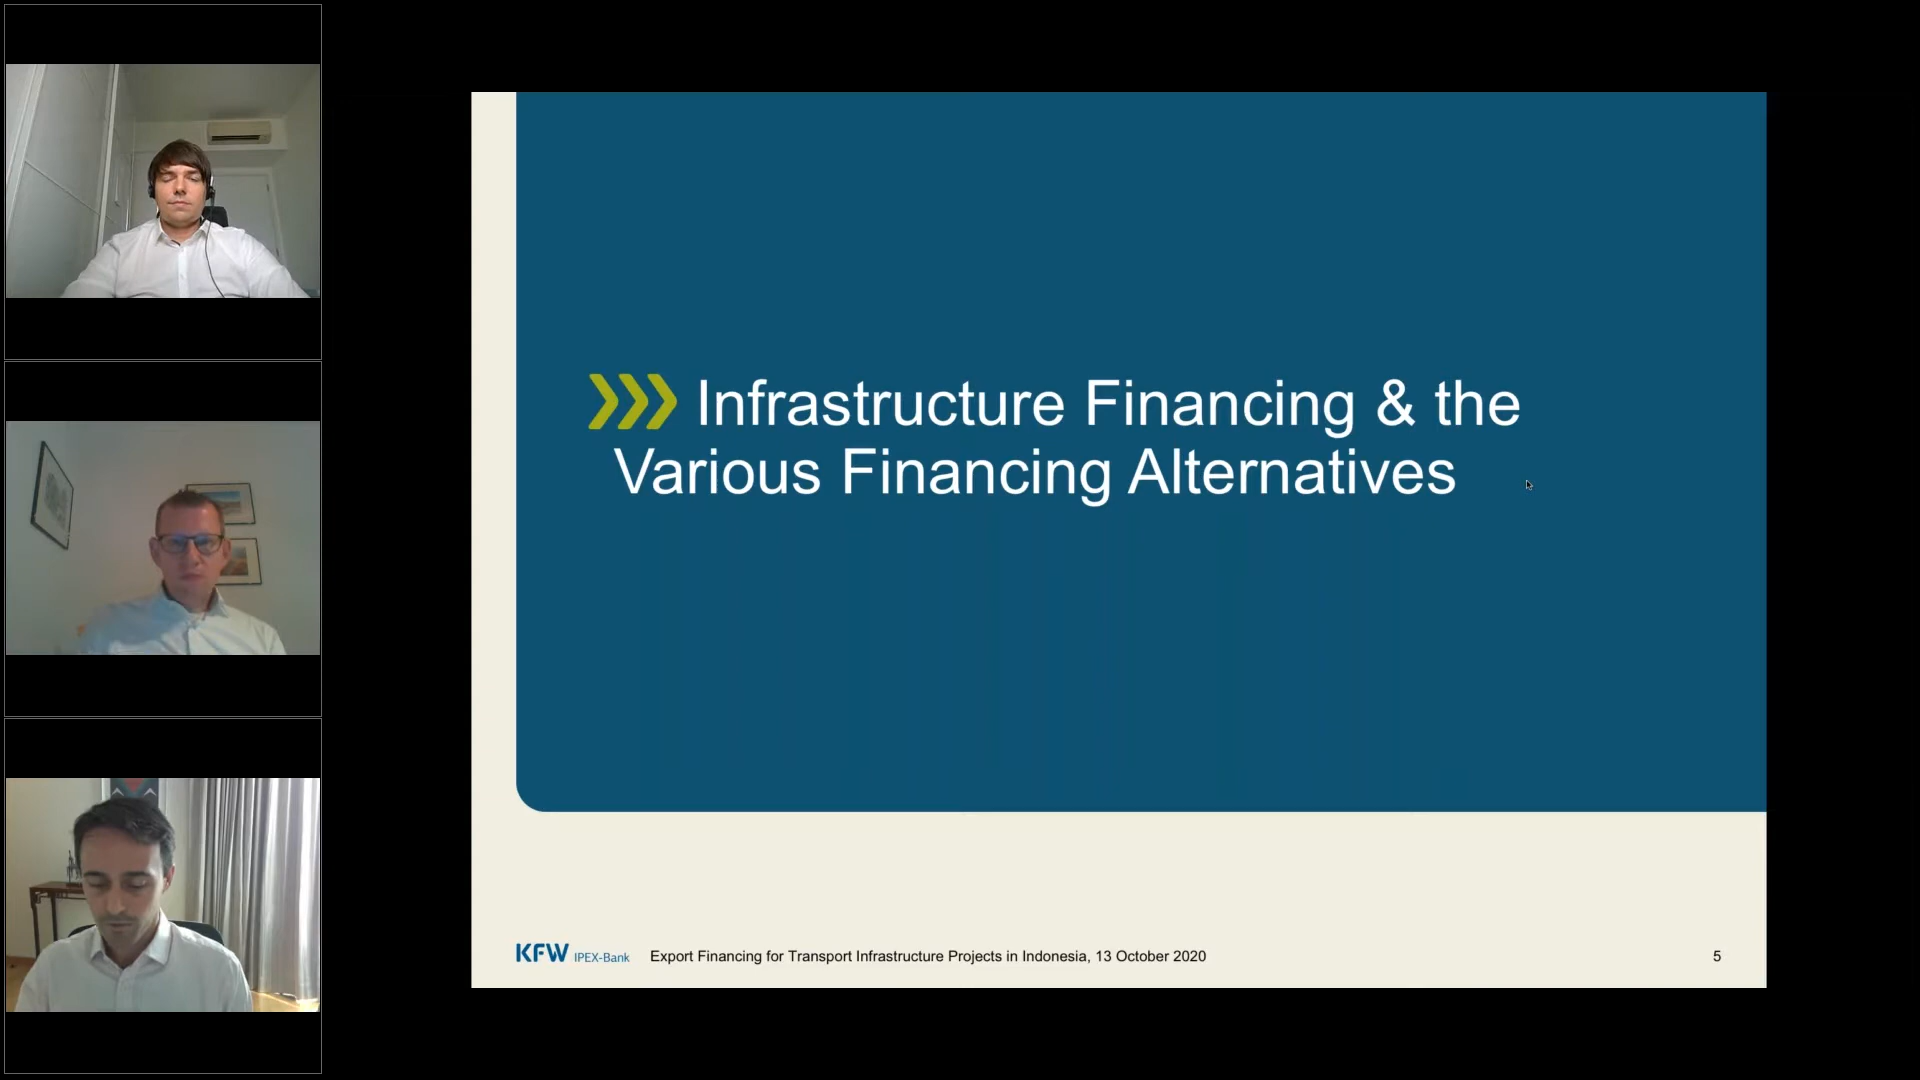 Infrastructure Financing & the
Various Financing Alternatives
KFW IPEX-Bank Export Financing for Transport Infrastructure Projects in Indonesia, 13 October 2020 5